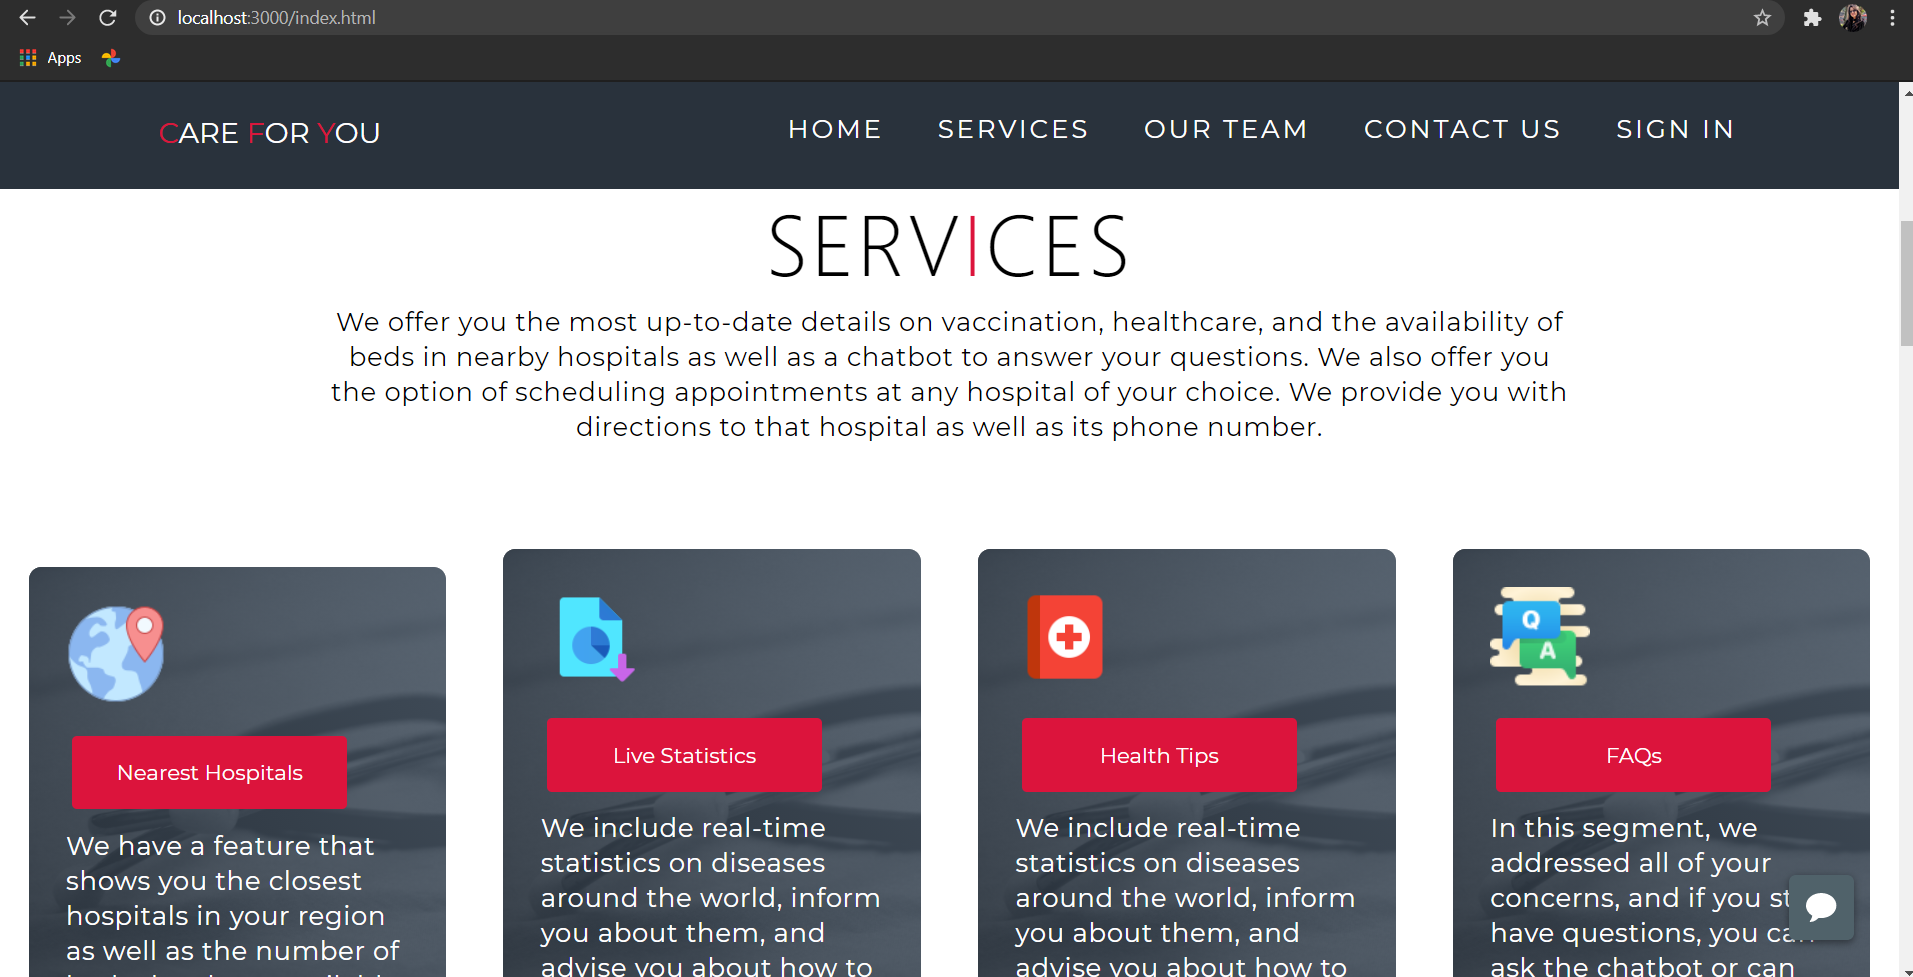 localhost:3000/index.html
Apps
CARE FOR YOU
HOME SERVICES OUR TEAM CONTACT US SIGN IN
SERVICES
We offer you the most up-to-date details on vaccination, healthcare, and the availability of
beds in nearby hospitals as well as a chatbot to answer your questions. We also offer you
the option of scheduling appointments at any hospital of your choice. We provide you with
directions to that hospital as well as its phone number.
Nearest Hospitals
We have a feature that
shows you the closest
hospitals in your region
as well as the number of
Live Statistics
We include real-time
statistics on diseases
around the world, inform
you about them, and
advise you about how to
Health Tips
We include real-time
statistics on diseases
around the world, inform
you about them, and
advise you about how to
Q
A
FAQs
In this segment, we
addressed all of your
concerns, and if you
have questions, you can
ask the chatbot or can